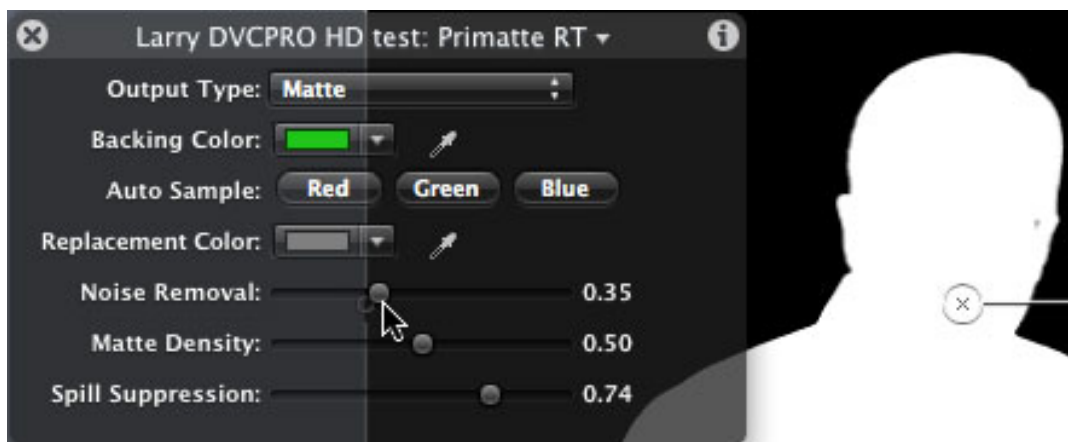 Larry DVCPRO HD test: Primatte RT
Output Type: Matte
Backing Color:
Auto Sample: Red Green Blue
Replacement Color:
Noise Removal: 0.35
Matte Density: 0.50
Spill Suppression: 0.74